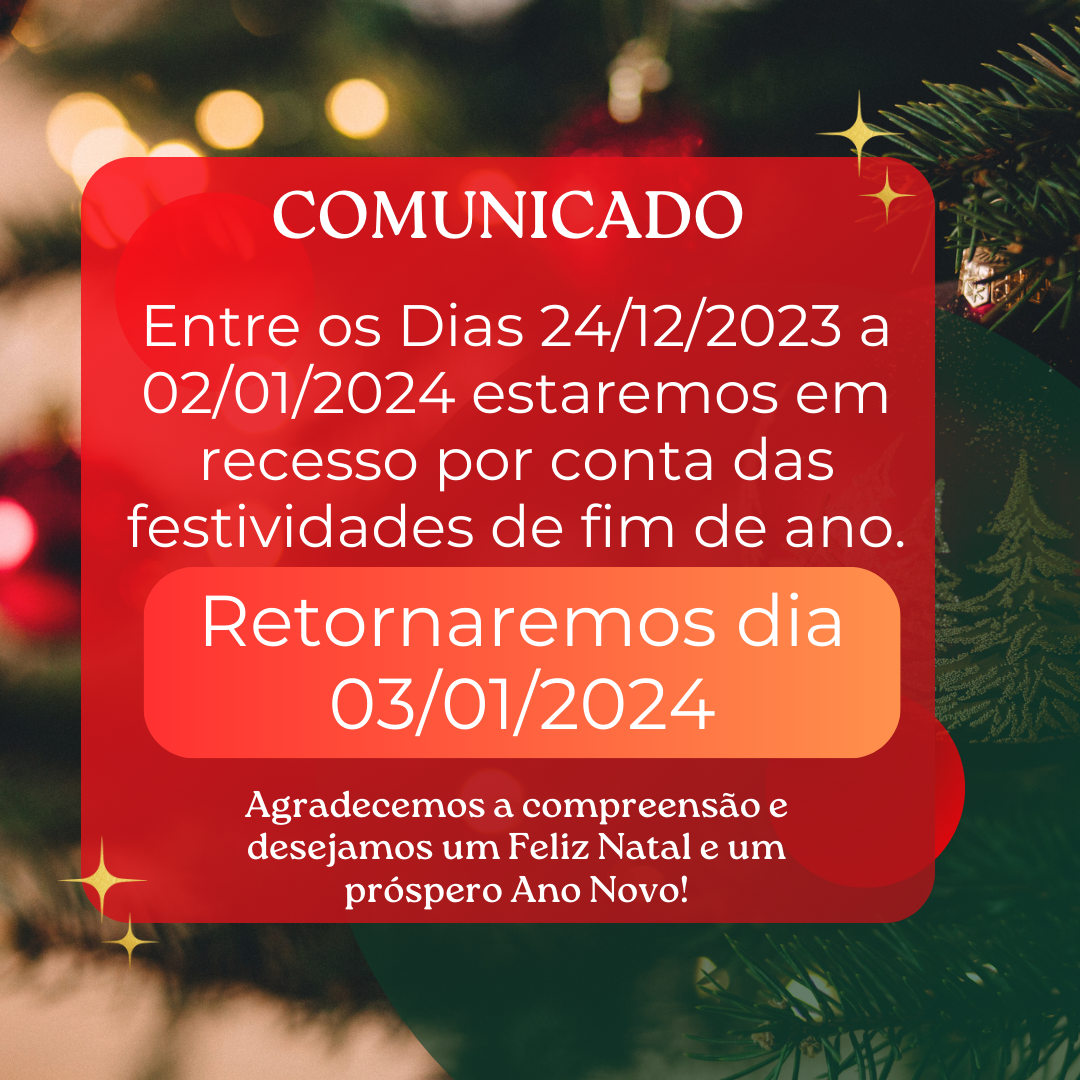 COMUNICADO
Entre os Dias 24/12/2023 a
02/01/2024 estaremos em
recesso por conta das
festividades de fim de ano.
Retornaremos dia
03/01/2024
Agradecemos a compreensão e
desejamos um Feliz Natal e um
próspero Ano Novo!